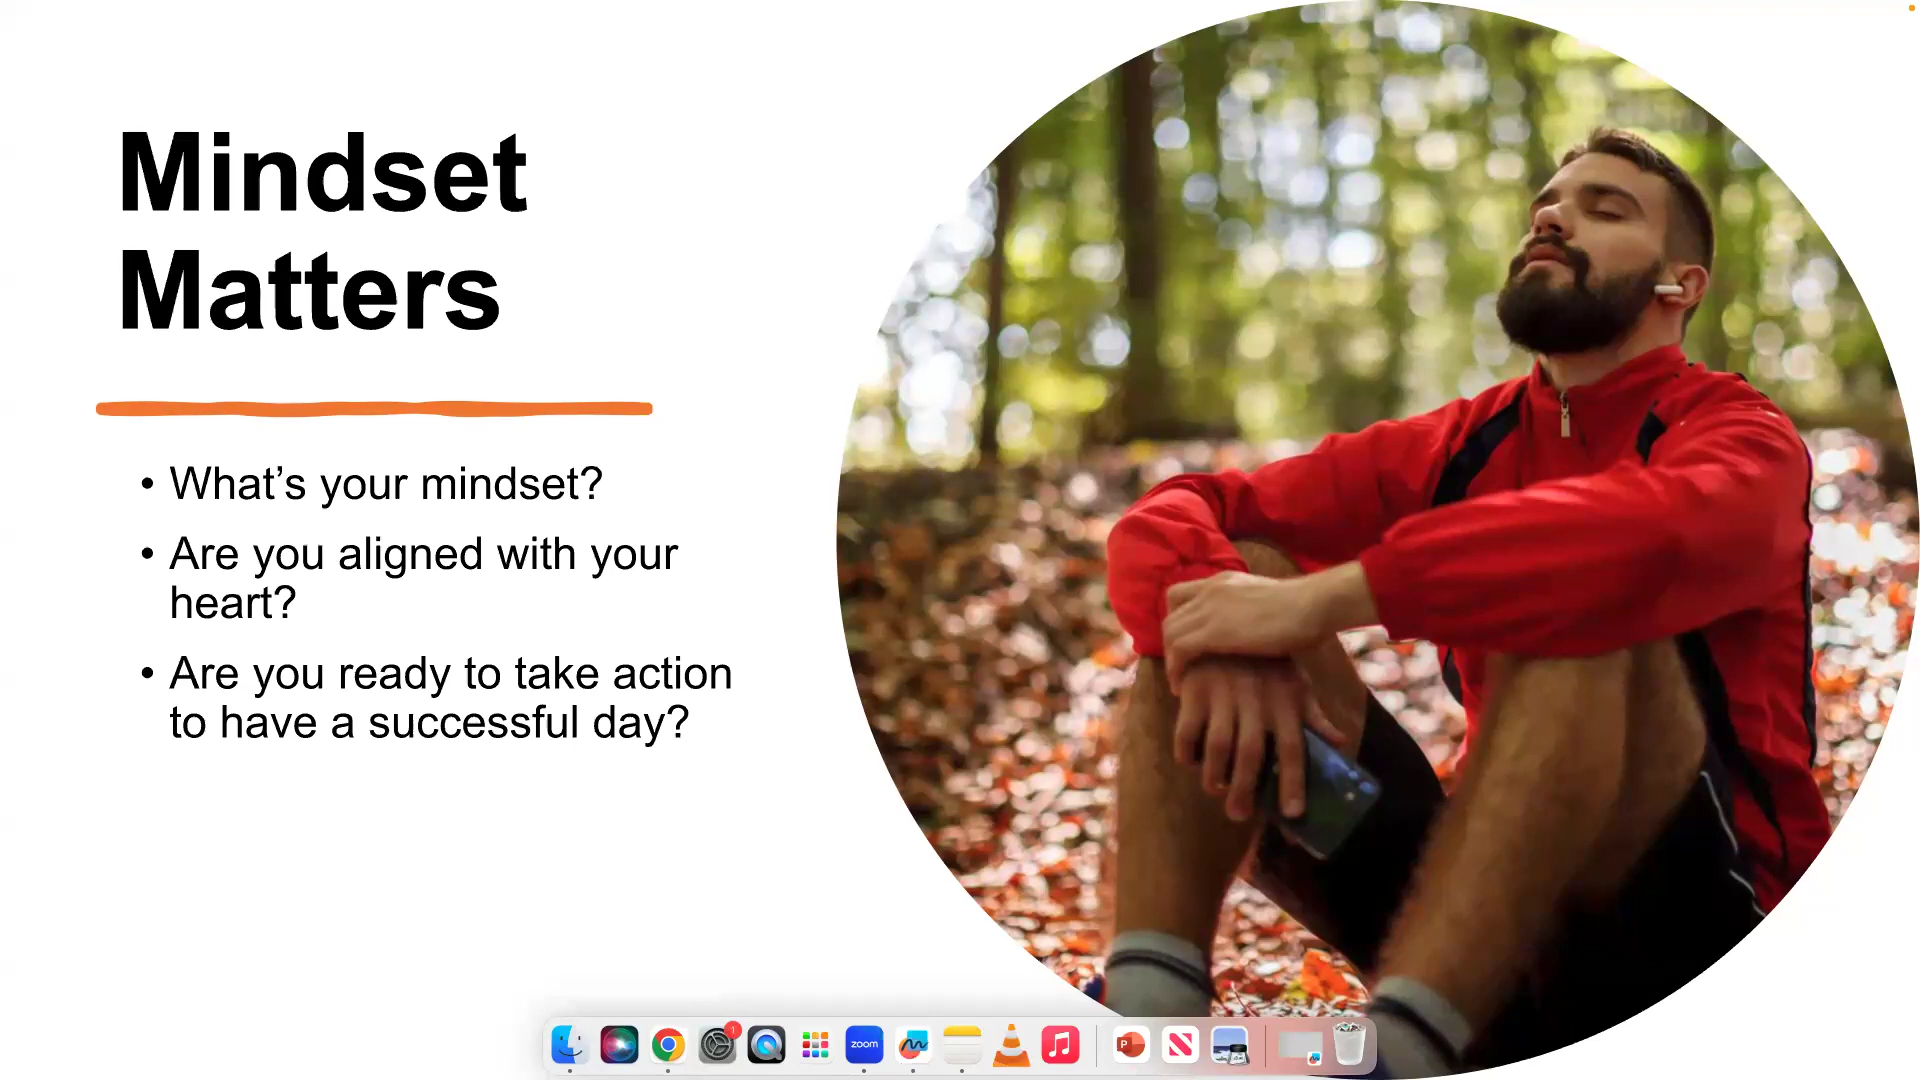 Mindset
Matters
• What’s your mindset?
• Are you aligned with your
heart?
• Are you ready to take action
to have a successful day?
1
zoom
P